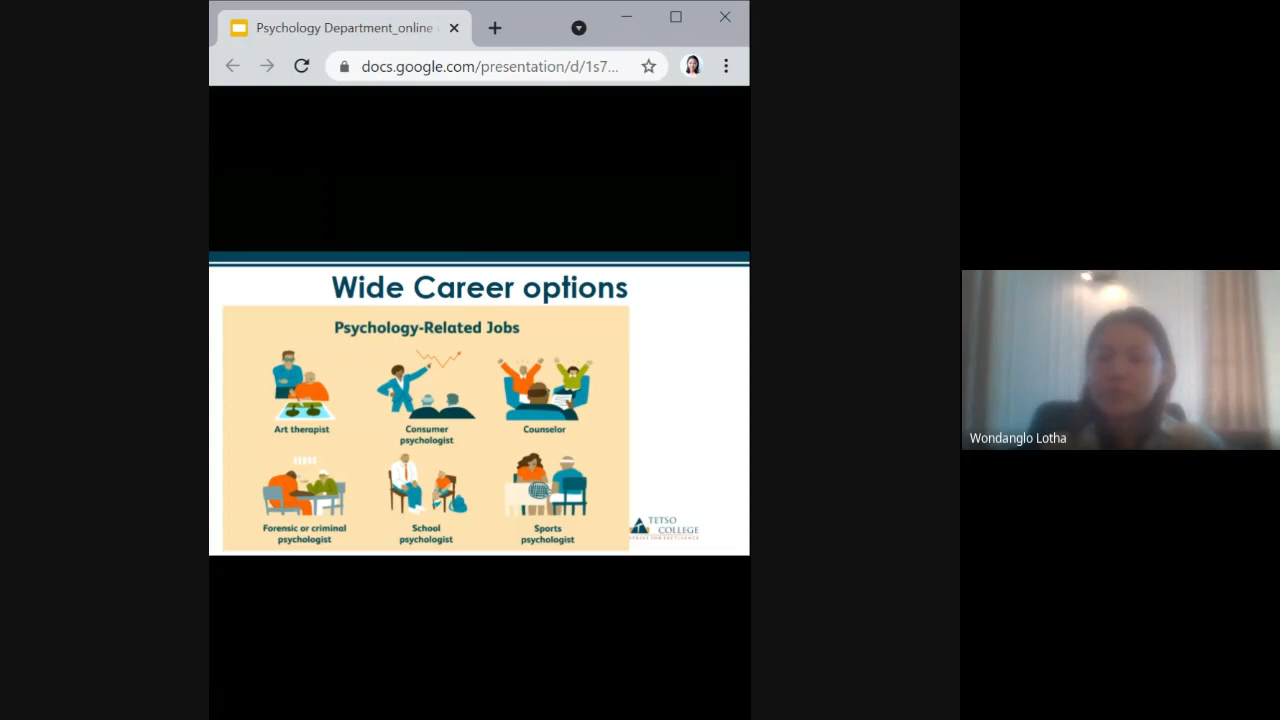 Psychology Department_online
docs.google.com/presentation/d/1s7...
Wide Career options
Psychology-Related Jobs
Art therapist
Consumer
psychologist
Counselor
Forensic or criminal
psychologist
School
psychologist
Sports
psychologist
TETSO
COLLEGE
Wondanglo Lotha